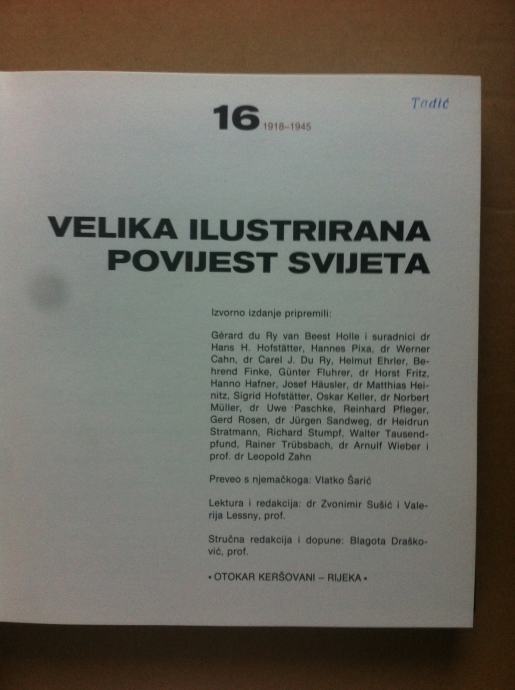 16 1918–1945
Tadić
VELIKA ILUSTRIRANA
POVIJEST SVIJETA
Izvorno izdanje pripremili:
Gérard du Ry van Beest Holle i suradnici dr
Hans H. Hofstätter, Hannes Pixa, dr Werner
Cahn, dr Carel J. Du Ry, Helmut Ehrler, Be-
hrend Finke, Günter Fluhrer, dr Horst Fritz,
Hanno Hafner, Josef Häusler, dr Matthias Hei-
nitz, Sigrid Hofstätter, Oskar Keller, dr Norbert
Müller, dr Uwe Paschke, Reinhard Pfleger,
Gerd Rosen, dr Jürgen Sandweg, dr Heidrun
Stratmann, Richard Stumpf, Walter Tausend-
pfund, Rainer Trübsbach, dr Arnulf Wieber i
prof. dr Leopold Zahn
Preveo s njemačkoga: Vlatko Šarić
Lektura i redakcija: dr Zvonimir Sušić i Vale-
rija Lessny, prof.
Stručna redakcija i dopune: Blagota Draško-
vić, prof.
• OTOKAR KERŠOVANI – RIJEKA •